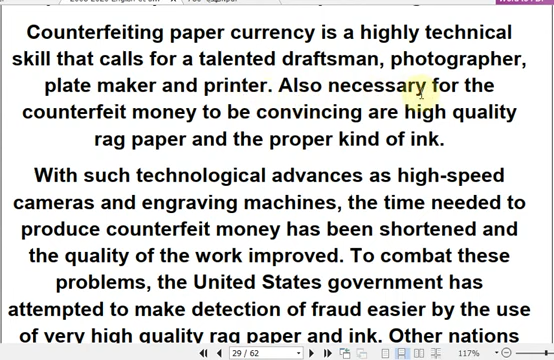 Counterfeiting paper currency is a highly technical
skill that calls for a talented draftsman, photographer,
plate maker and printer. Also necessary for the
counterfeit money to be convincing are high quality
rag paper and the proper kind of ink.
With such technological advances as high-speed
cameras and engraving machines, the time needed to
produce counterfeit money has been shortened and
the quality of the work improved. To combat these
problems, the United States government has
attempted to make detection of fraud easier by the use
of very high quality rag paper and ink. Other nations
29 / 62
117%